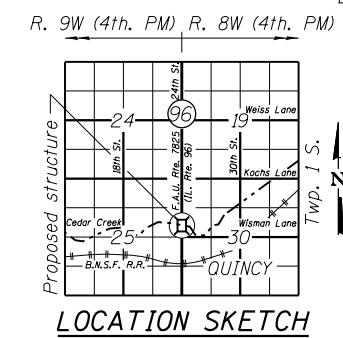 R. 9W (4th. PM) R. 8W (4th. PM)
24th St.
96
Weiss Lane
24
19
18th St.
F.A.U. Rte. 7825
(IL. Rte. 96)
30th St.
Kochs Lane
Proposed structure
Twp. 1 S.
N
Cedar Creek
Wisman Lane
25
30
B.N.S.F. R.R.
QUINCY
LOCATION SKETCH